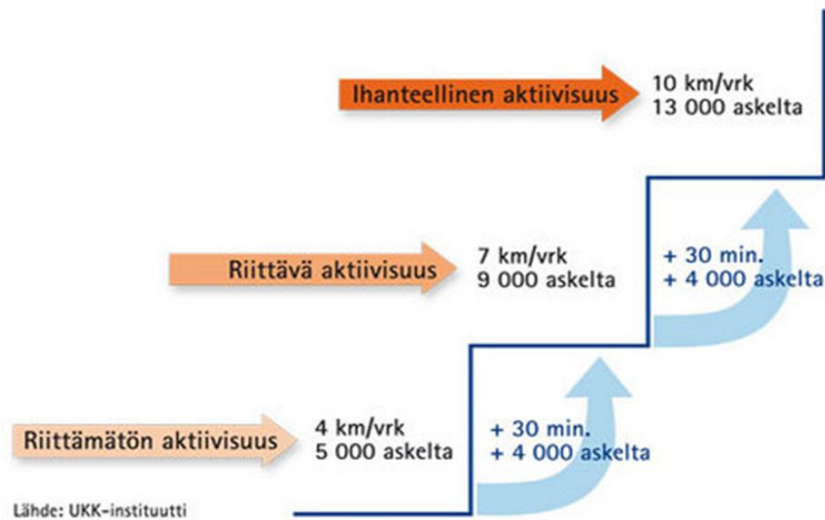 Ihanteellinen aktiivisuus
10 km/vrk
13 000 askelta
Riittävä aktiivisuus
7 km/vrk
9 000 askelta
+ 30 min.
+ 4 000 askelta
Riittämätön aktiivisuus
4 km/vrk
5 000 askelta
+ 30 min.
+ 4 000 askelta
Lähde: UKK-instituutti